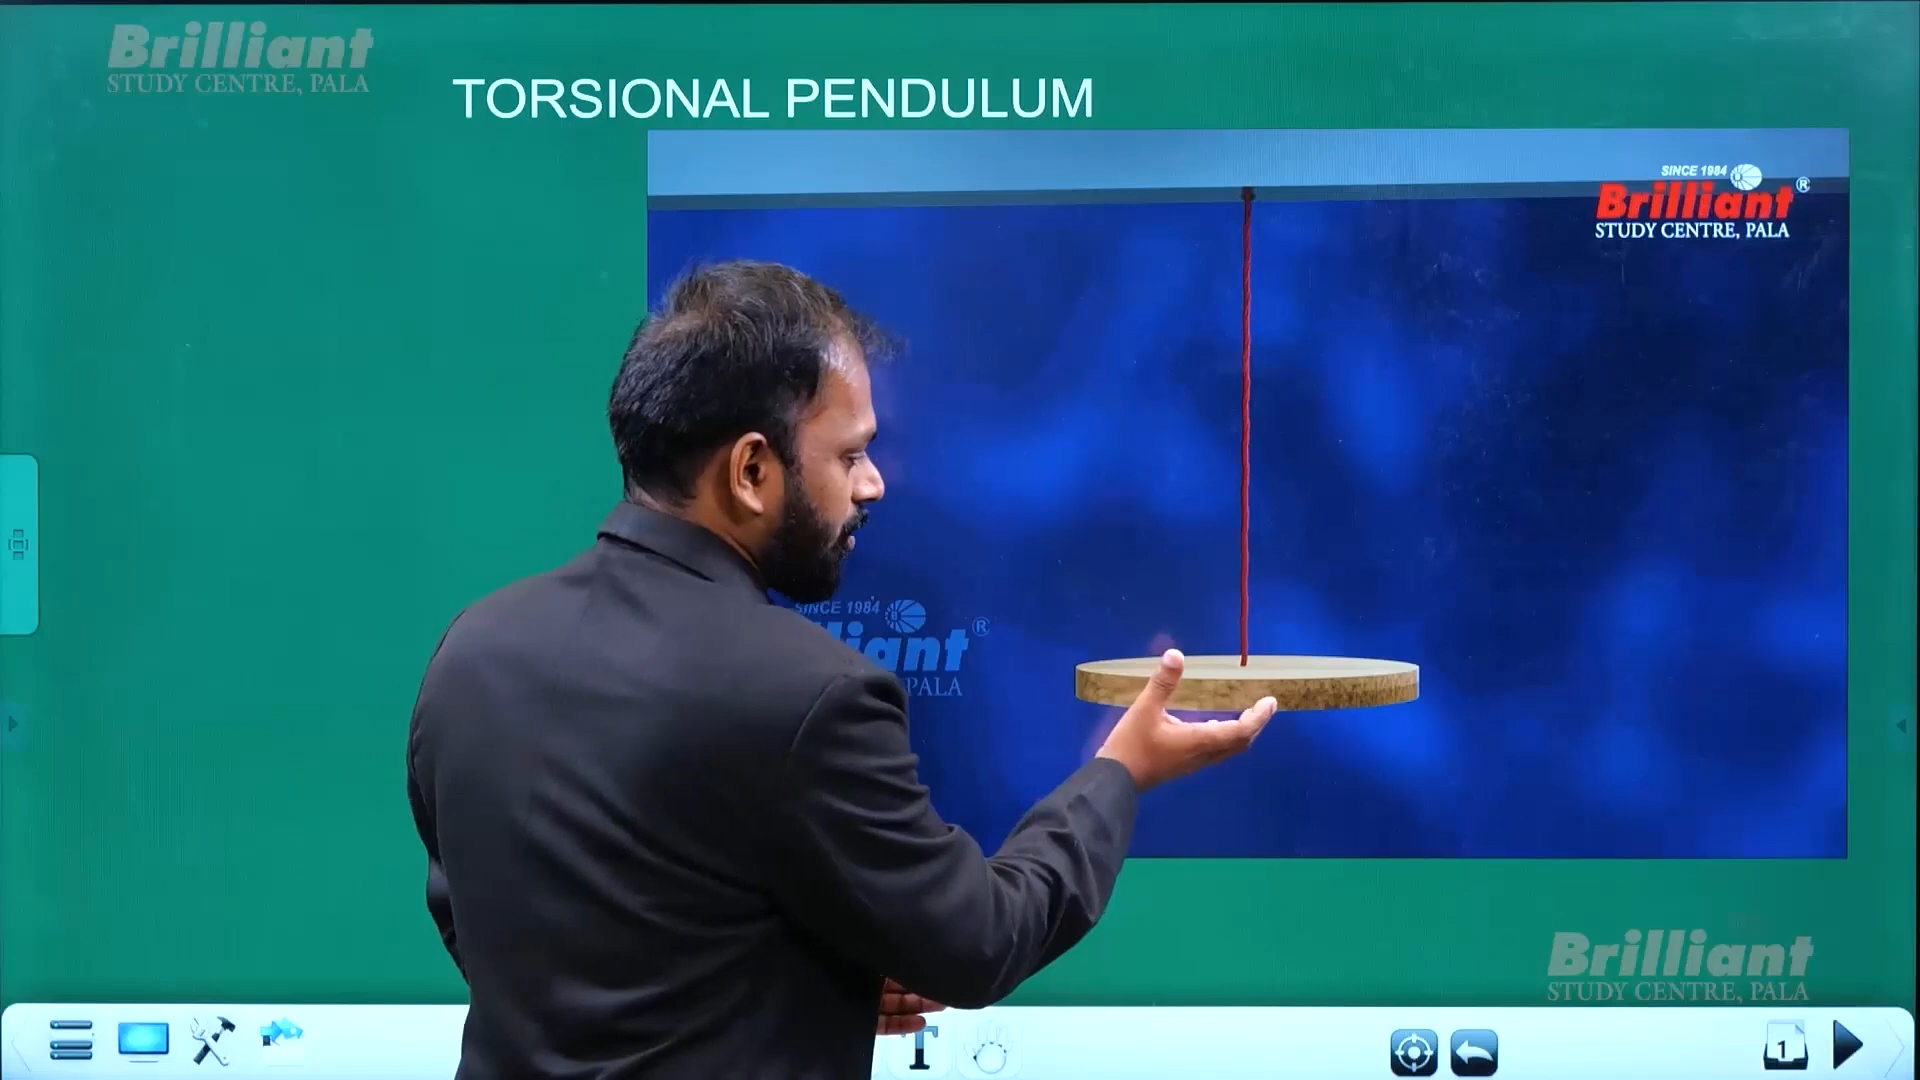 Brilliant
STUDY CENTRE, PALA
TORSIONAL PENDULUM
SINCE 1984
Brilliant ®
STUDY CENTRE, PALA
SINCE 1984
liant ®
PALA
Brilliant
STUDY CENTRE, PALA
T
1